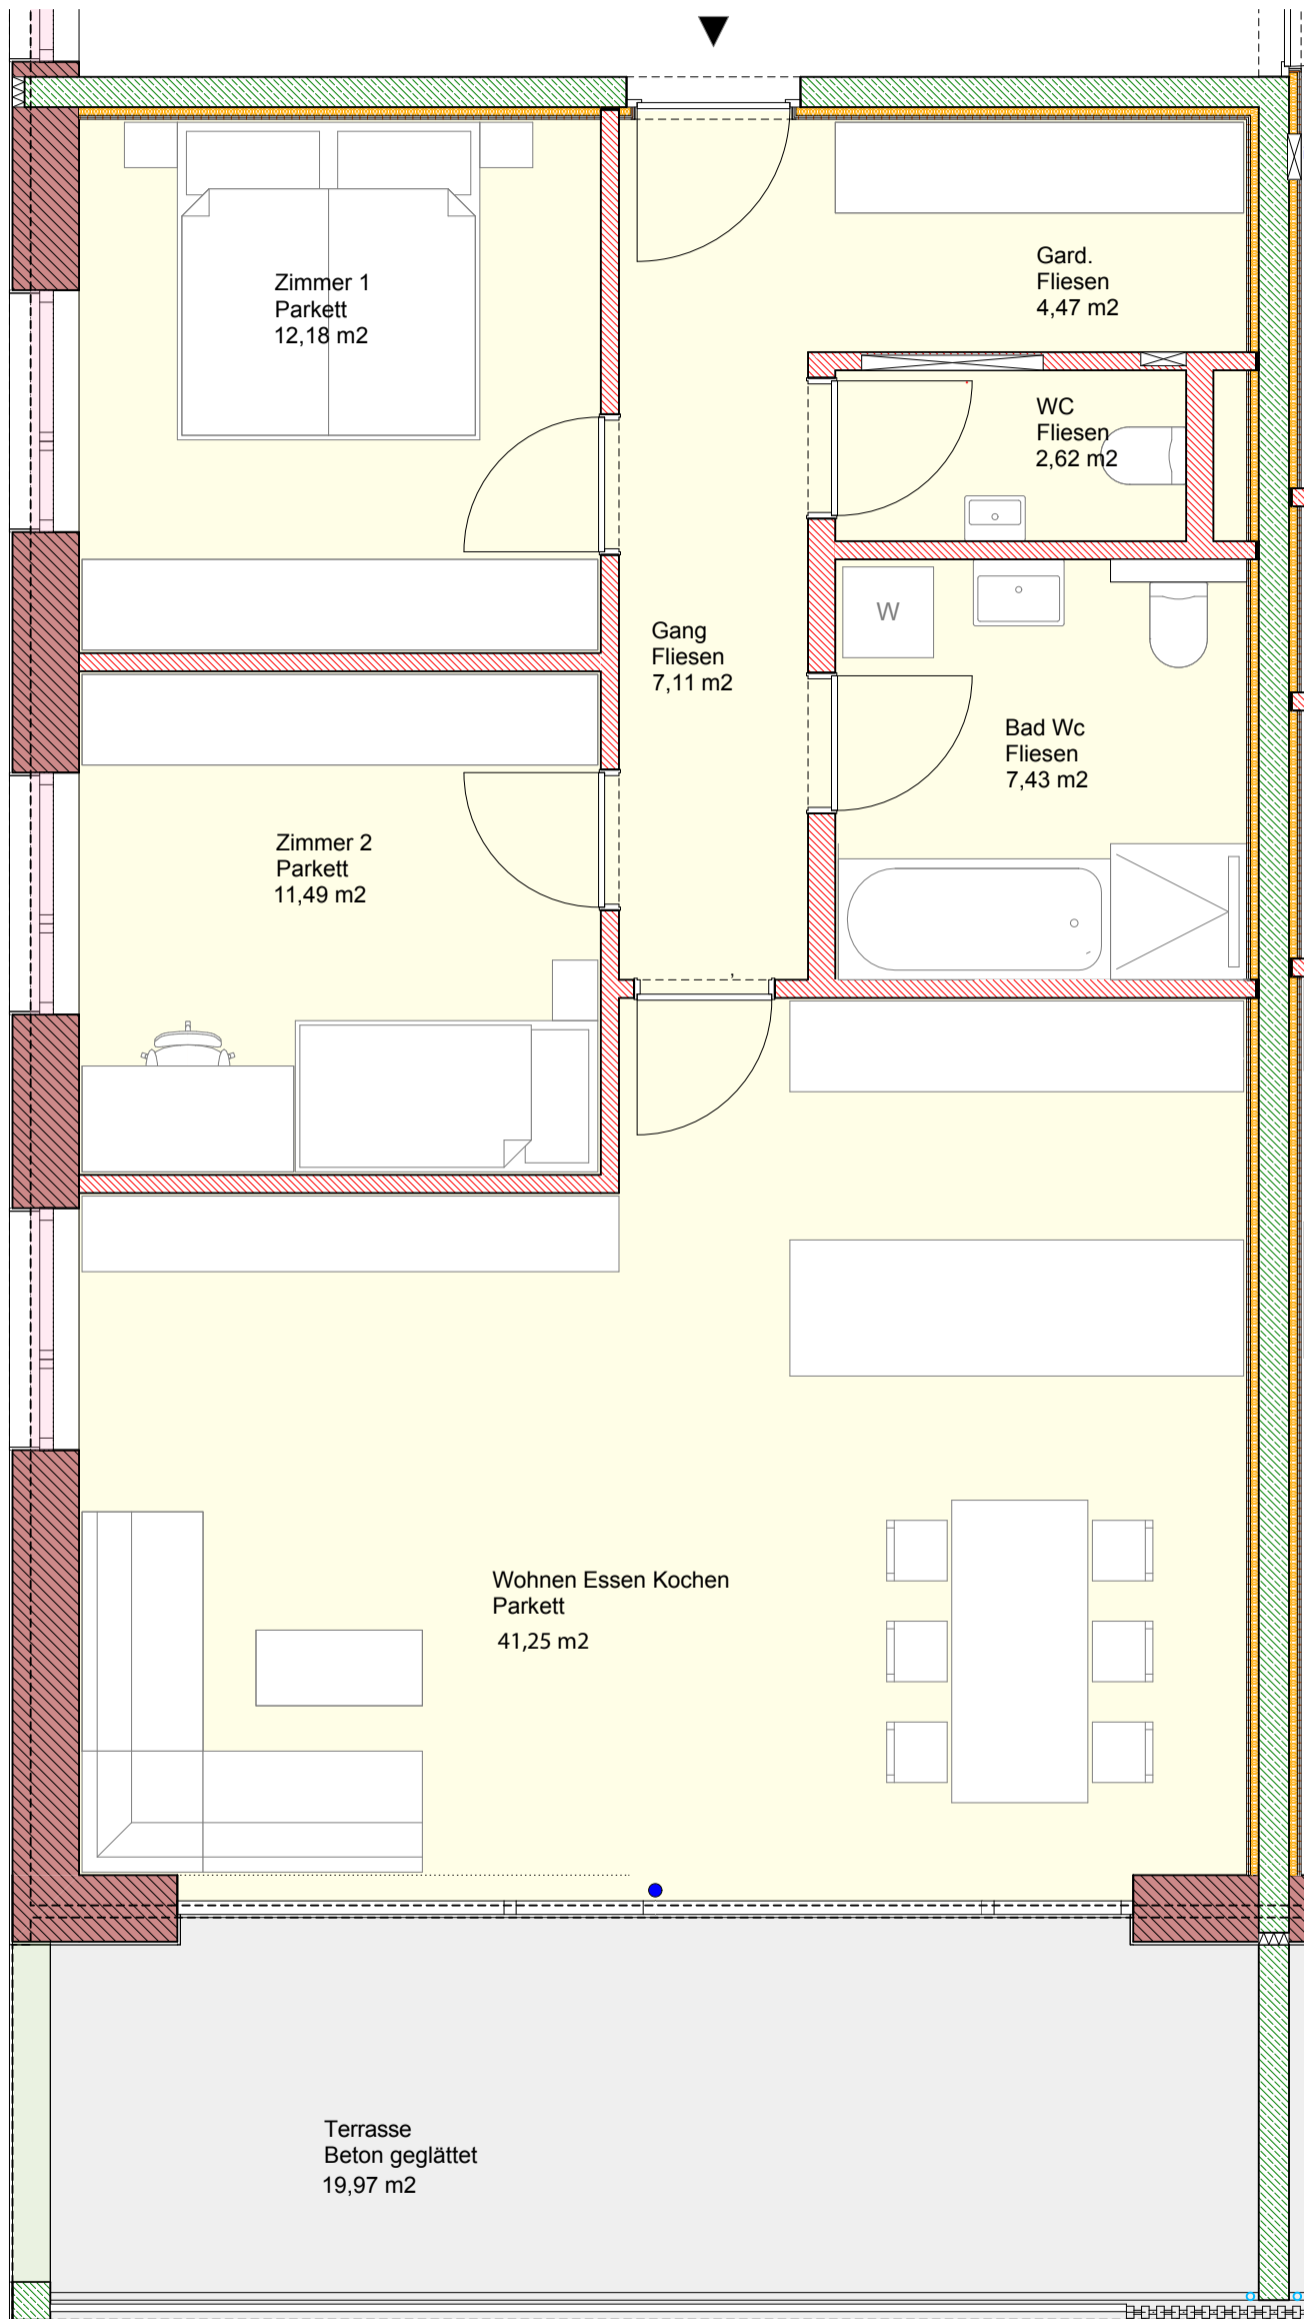 Zimmer 1
Parkett
12,18 m2
Gard.
Fliesen
4,47 m2
WC
Fliesen
2,62 m2
W
Gang
Fliesen
7,11 m2
Bad Wc
Fliesen
7,43 m2
Zimmer 2
Parkett
11,49 m2
Wohnen Essen Kochen
Parkett
41,25 m2
Terrasse
Beton geglättet
19,97 m2